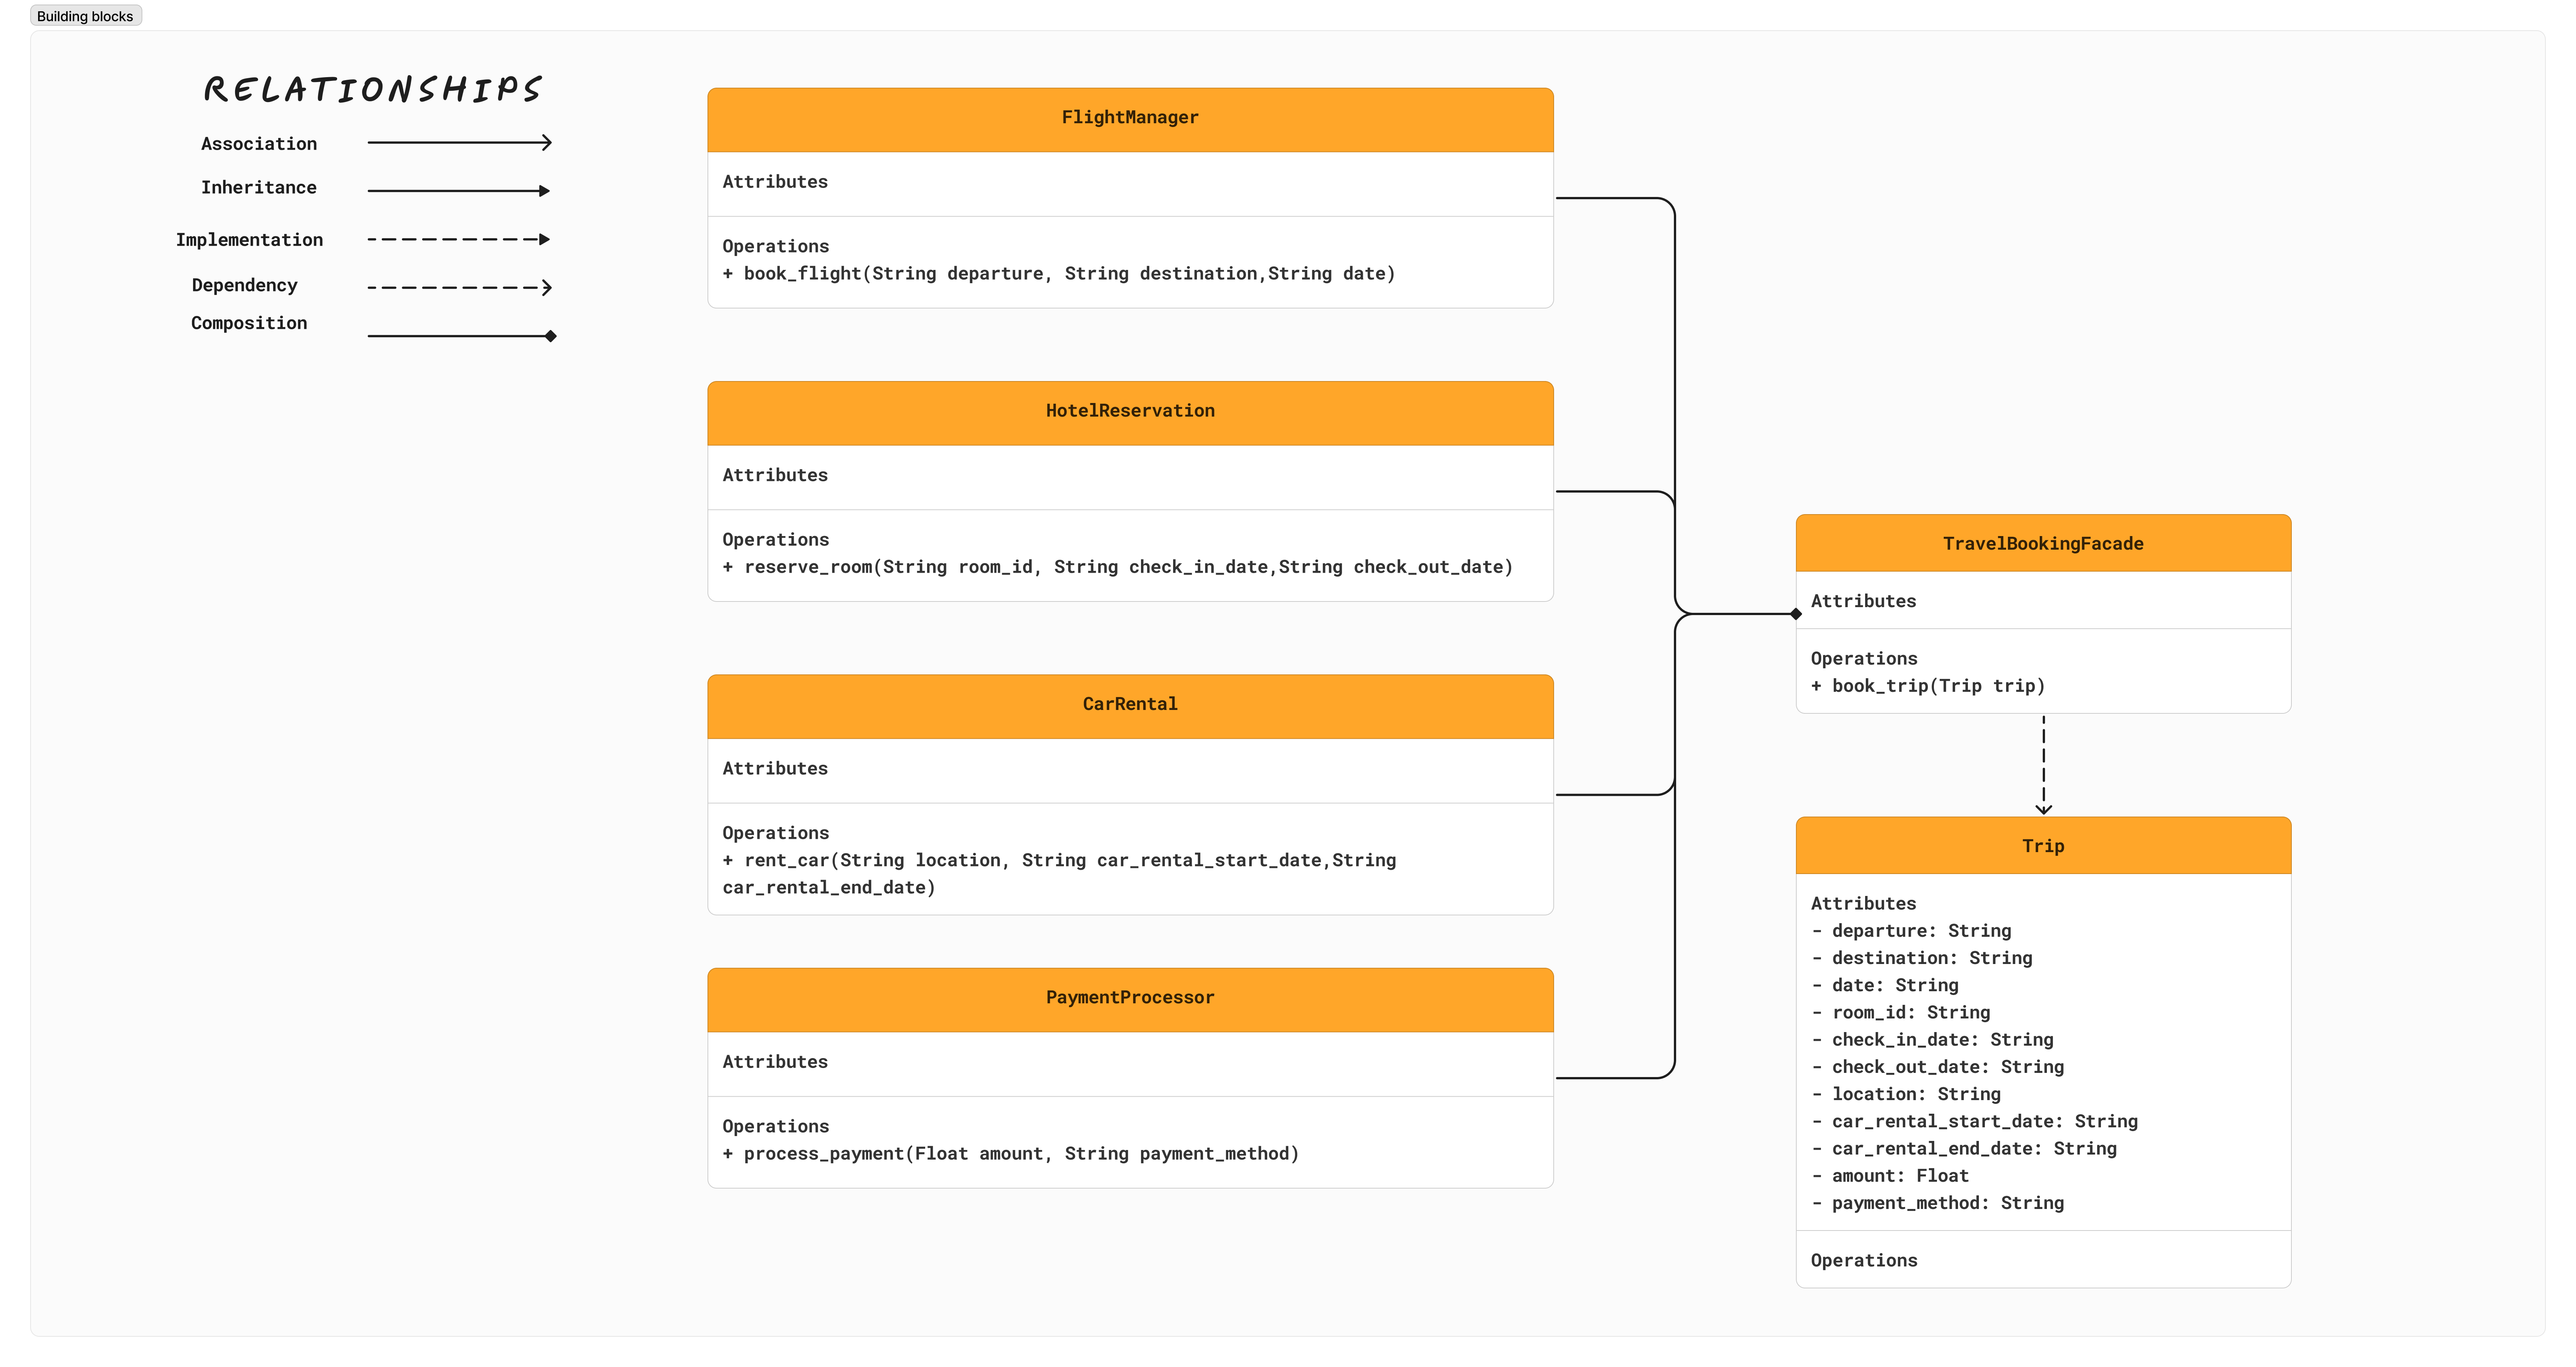 Building blocks
RELATIONSHIPS
Association
Inheritance
Implementation
Dependency
Composition
FlightManager
Attributes
Operations
+ book_flight(String departure, String destination,String date)
HotelReservation
Attributes
Operations
+ reserve_room(String room_id, String check_in_date,String check_out_date)
CarRental
Attributes
Operations
+ rent_car(String location, String car_rental_start_date,String
car_rental_end_date)
PaymentProcessor
Attributes
Operations
+ process_payment(Float amount, String payment_method)
TravelBookingFacade
Attributes
Operations
+ book_trip(Trip trip)
Trip
Attributes
- departure: String
- destination: String
- date: String
- room_id: String
- check_in_date: String
- check_out_date: String
- location: String
- car_rental_start_date: String
- car_rental_end_date: String
- amount: Float
- payment_method: String
Operations